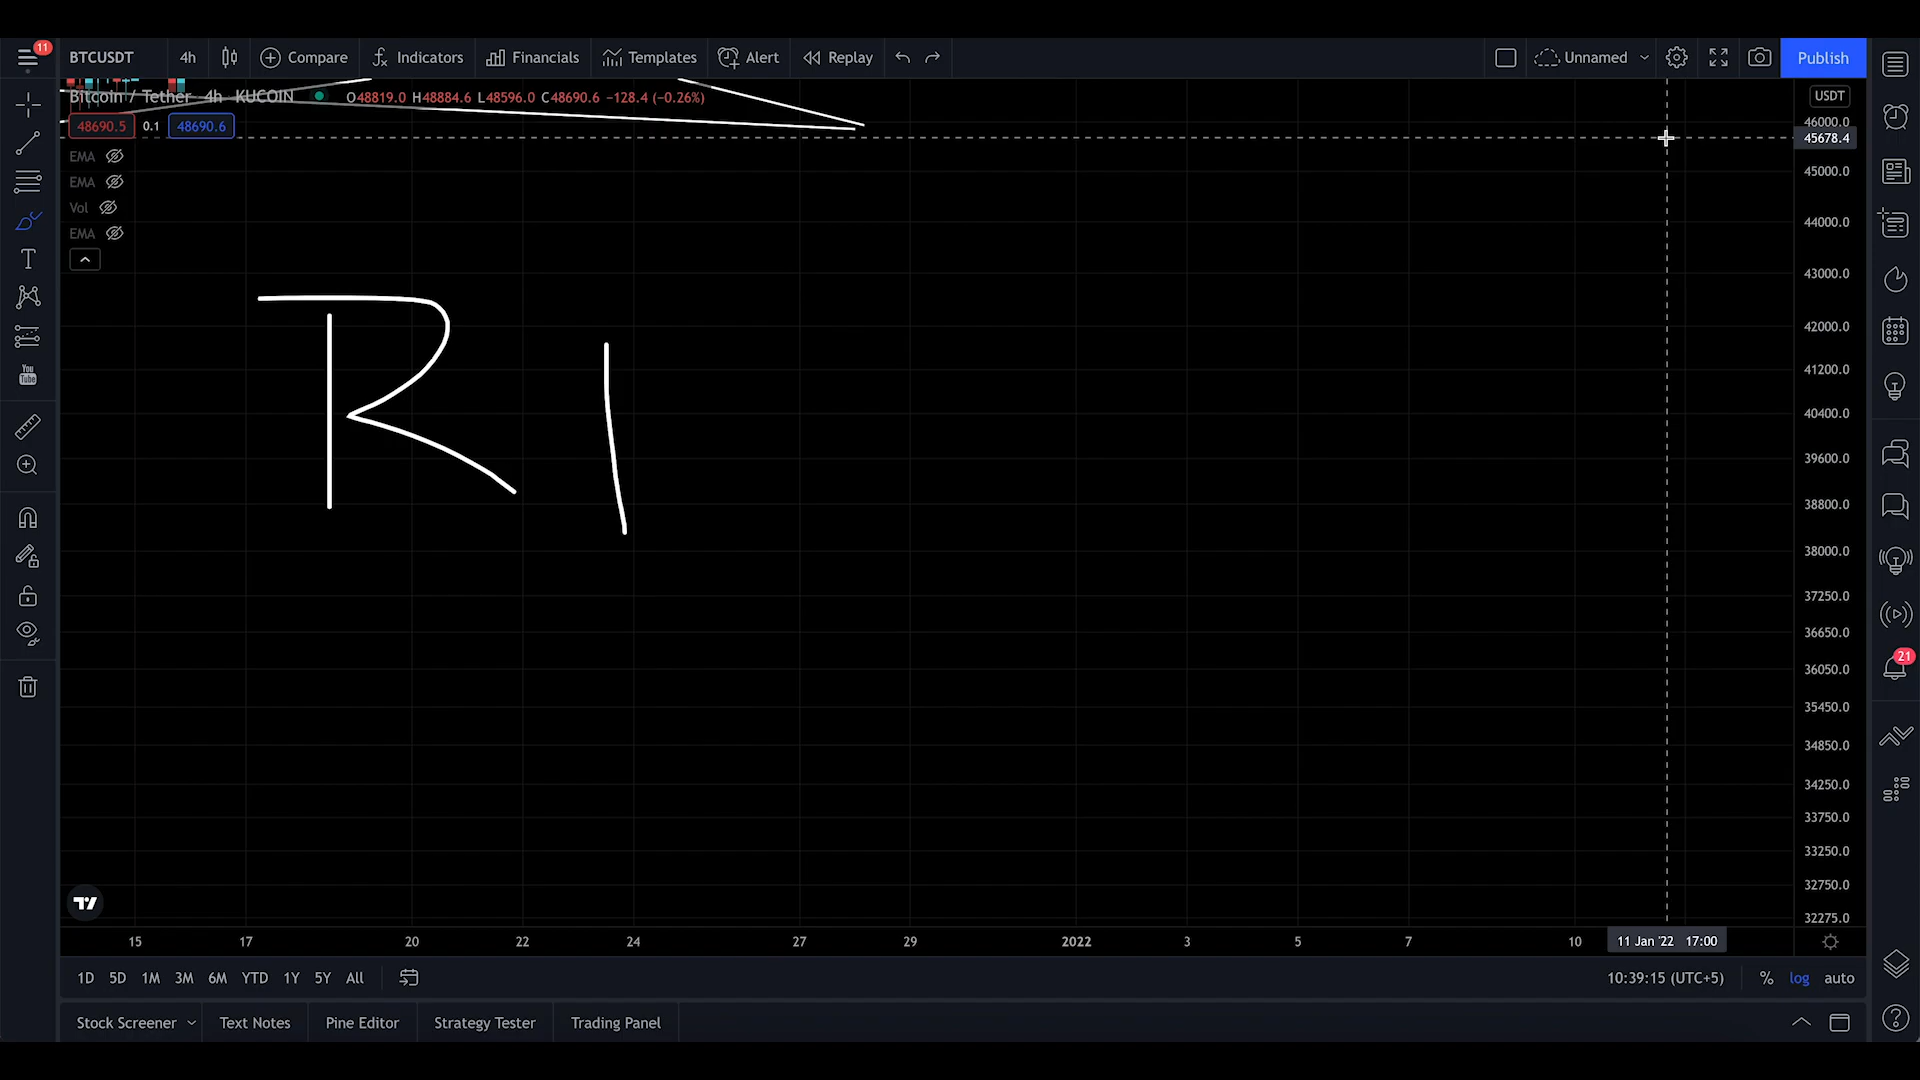 11 BTCUSDT 4h Compare Indicators Financials Templates Alert Replay Unnamed Publish
Bitcoin / Tether 4h KUCOIN O48819.0 H48884.6 L48596.0 C48690.6 −128.4 (−0.26%) USDT
48690.5 0.1 48690.6
46000.0
45678.4
EMA
45000.0
EMA
Vol
44000.0
EMA
43000.0
R I
42000.0
You Tube
41200.0
40400.0
39600.0
38800.0
38000.0
37250.0
36650.0
21
36050.0
35450.0
34850.0
34250.0
33750.0
33250.0
32750.0
32275.0
15 17 20 22 24 27 29 2022 3 5 7 10 11 Jan '22 17:00
1D 5D 1M 3M 6M YTD 1Y 5Y All 10:39:15 (UTC+5) % log auto
Stock Screener Text Notes Pine Editor Strategy Tester Trading Panel